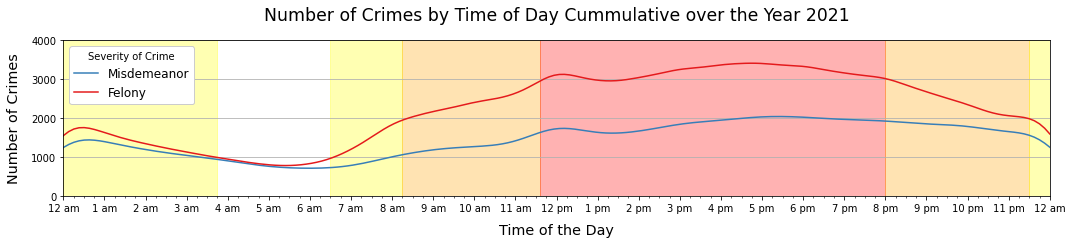 Number of Crimes by Time of Day Cummulative over the Year 2021
Number of Crimes
4000
3000
2000
1000
0
Severity of Crime
Misdemeanor
Felony
12 am 1 am 2 am 3 am 4 am 5 am 6 am 7 am 8 am 9 am 10 am 11 am 12 pm 1 pm 2 pm 3 pm 4 pm 5 pm 6 pm 7 pm 8 pm 9 pm 10 pm 11 pm 12 am
Time of the Day